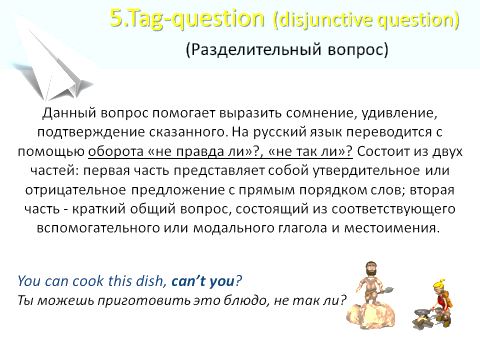 5.Tag-question (disjunctive question)
(Разделительный вопрос)
Данный вопрос помогает выразить сомнение, удивление,
подтверждение сказанного. На русский язык переводится с
помощью оборота «не правда ли»?, «не так ли»? Состоит из двух
частей: первая часть представляет собой утвердительное или
отрицательное предложение с прямым порядком слов; вторая
часть - краткий общий вопрос, состоящий из соответствующего
вспомогательного или модального глагола и местоимения.
You can cook this dish, can't you?
Ты можешь приготовить это блюдо, не так ли?